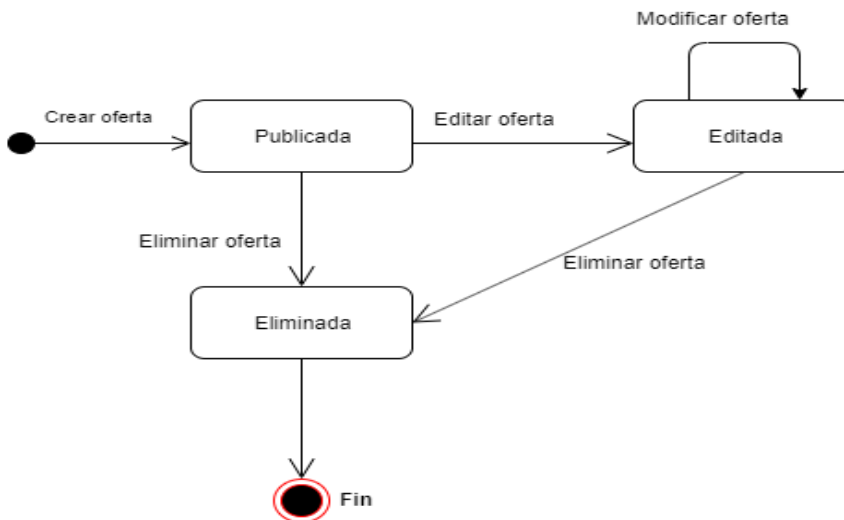 Modificar oferta
Crear oferta
Publicada
Editar oferta
Editada
Eliminar oferta
Eliminar oferta
Eliminada
Fin